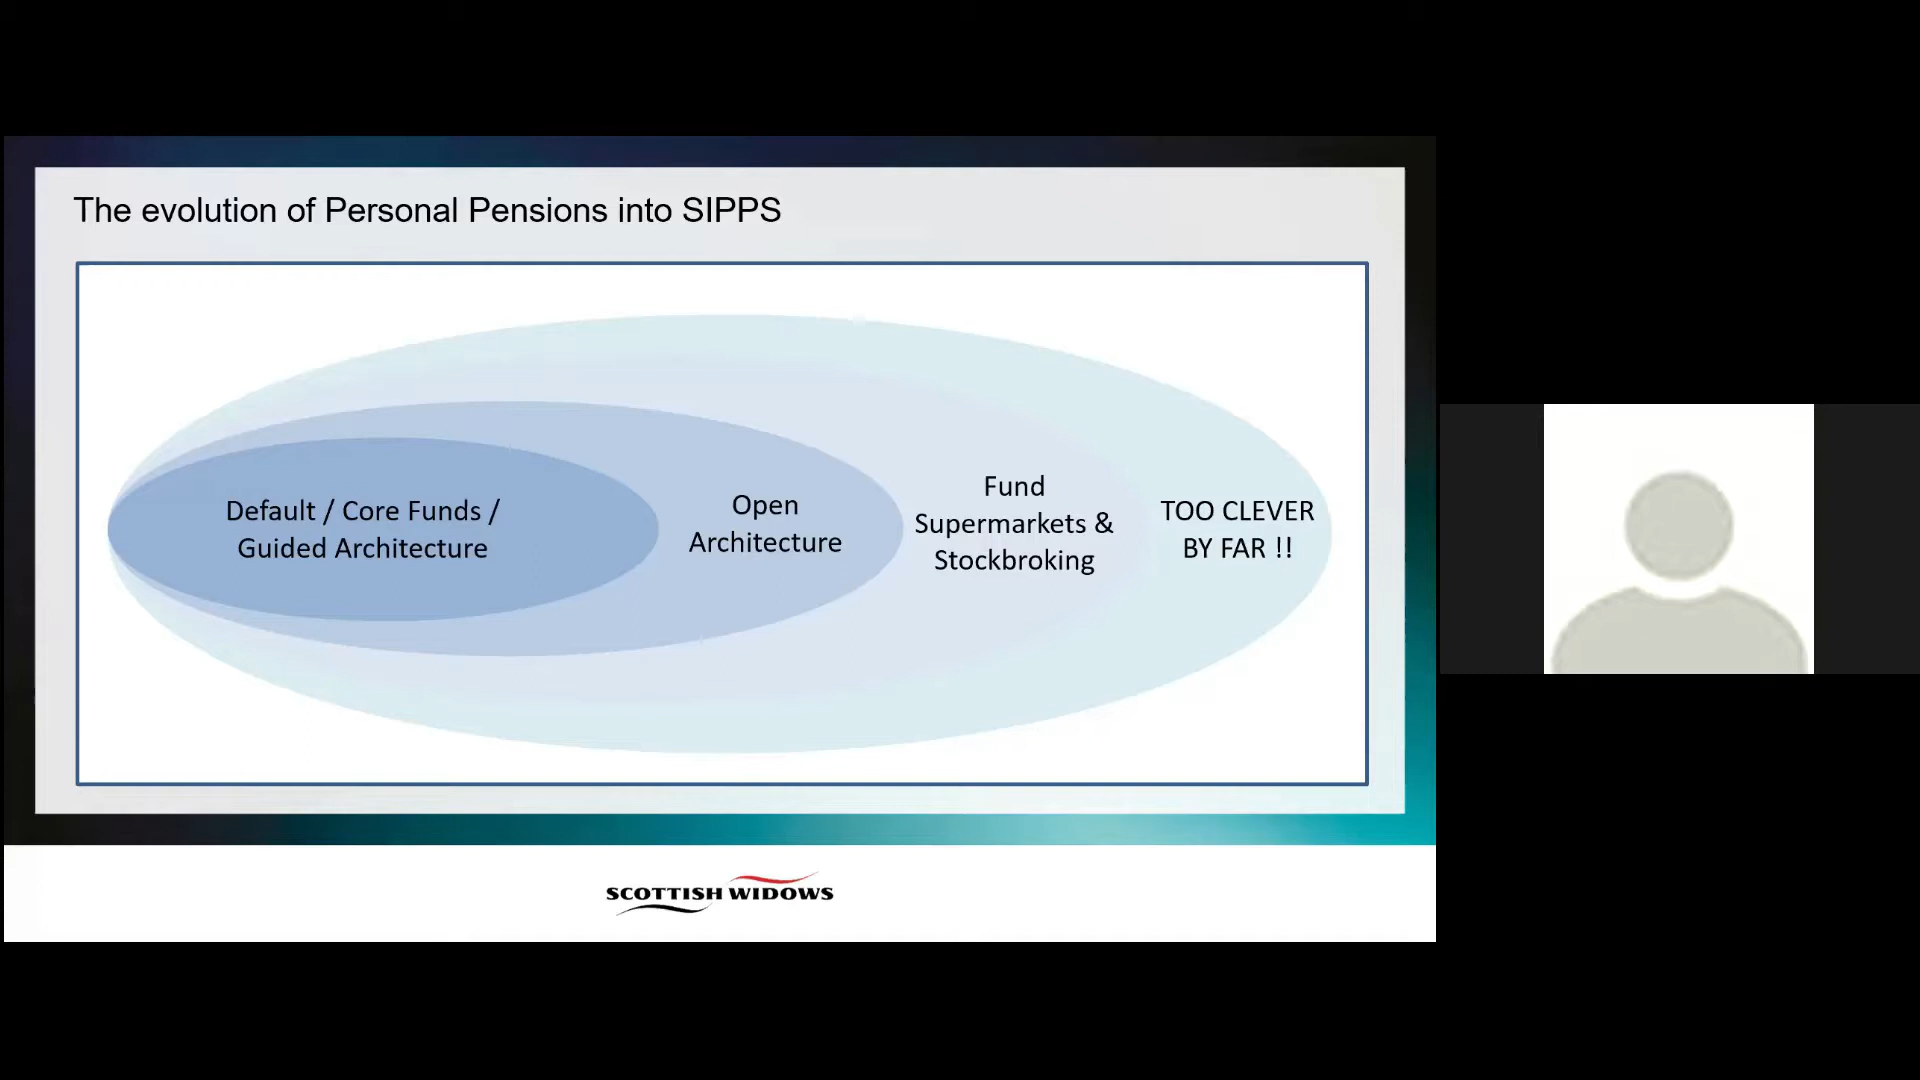 The evolution of Personal Pensions into SIPPS
Default / Core Funds /
Guided Architecture
Open
Architecture
Fund
Supermarkets &
Stockbroking
TOO CLEVER
BY FAR !!
SCOTTISH WIDOWS